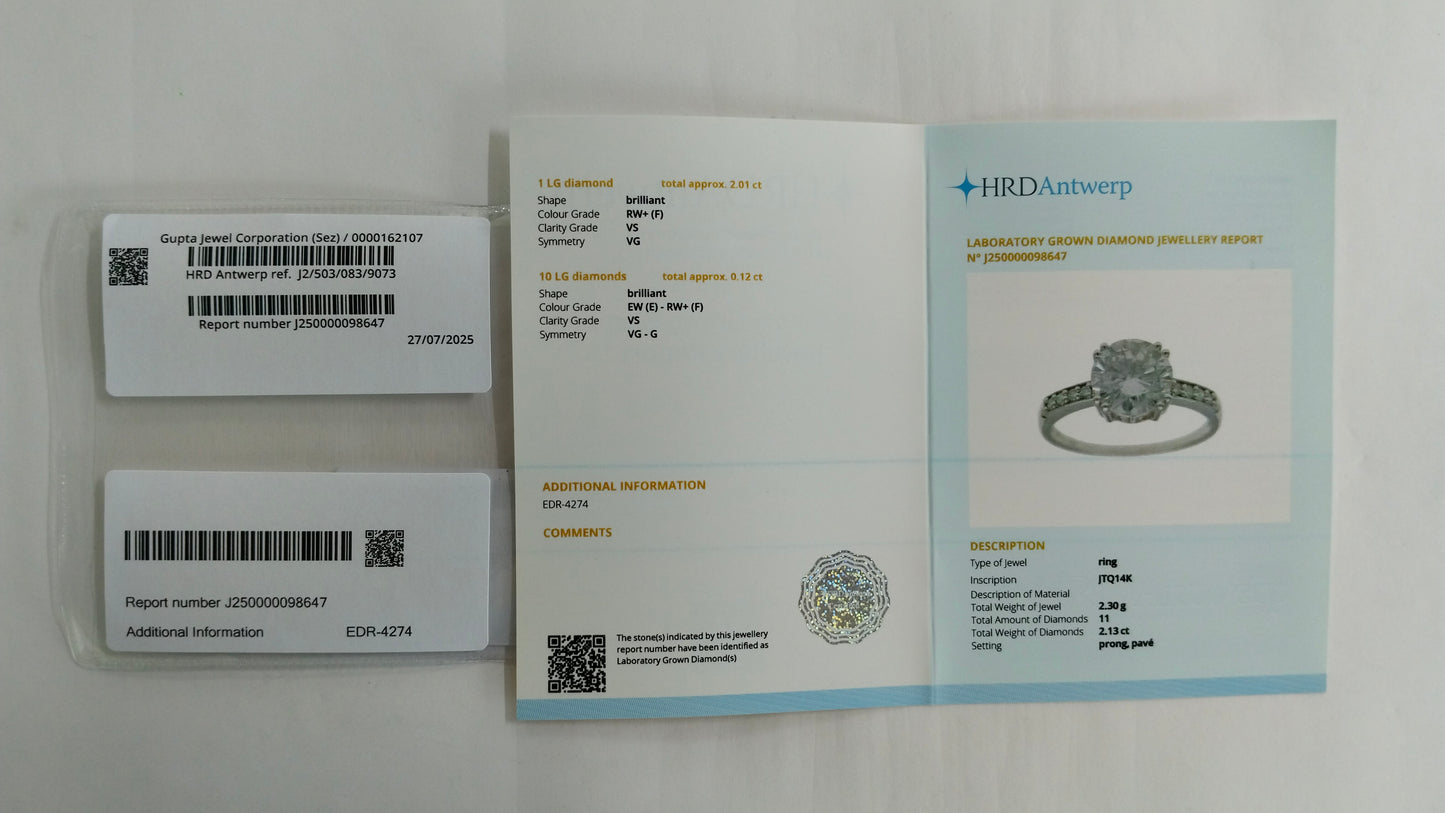 Gupta Jewel Corporation (Sez) / 0000162107
HRD Antwerp ref. J2/503/083/9073
Report number J250000098647
27/07/2025
Report number J250000098647
Additional Information EDR-4274
1 LG diamond total approx. 2.01 ct
Shape brilliant
Colour Grade RW+ (F)
Clarity Grade VS
Symmetry VG
10 LG diamonds total approx. 0.12 ct
Shape brilliant
Colour Grade EW (E) - RW+ (F)
Clarity Grade VS
Symmetry VG - G
ADDITIONAL INFORMATION
EDR-4274
COMMENTS
The stone(s) indicated by this jewellery
report number have been identified as
Laboratory Grown Diamond(s)
HRDAntwerp
LABORATORY GROWN DIAMOND JEWELLERY REPORT
N° J250000098647
DESCRIPTION
Type of Jewel ring
Inscription JTQ14K
Description of Material
Total Weight of Jewel 2.30 g
Total Amount of Diamonds 11
Total Weight of Diamonds 2.13 ct
Setting prong, pavé